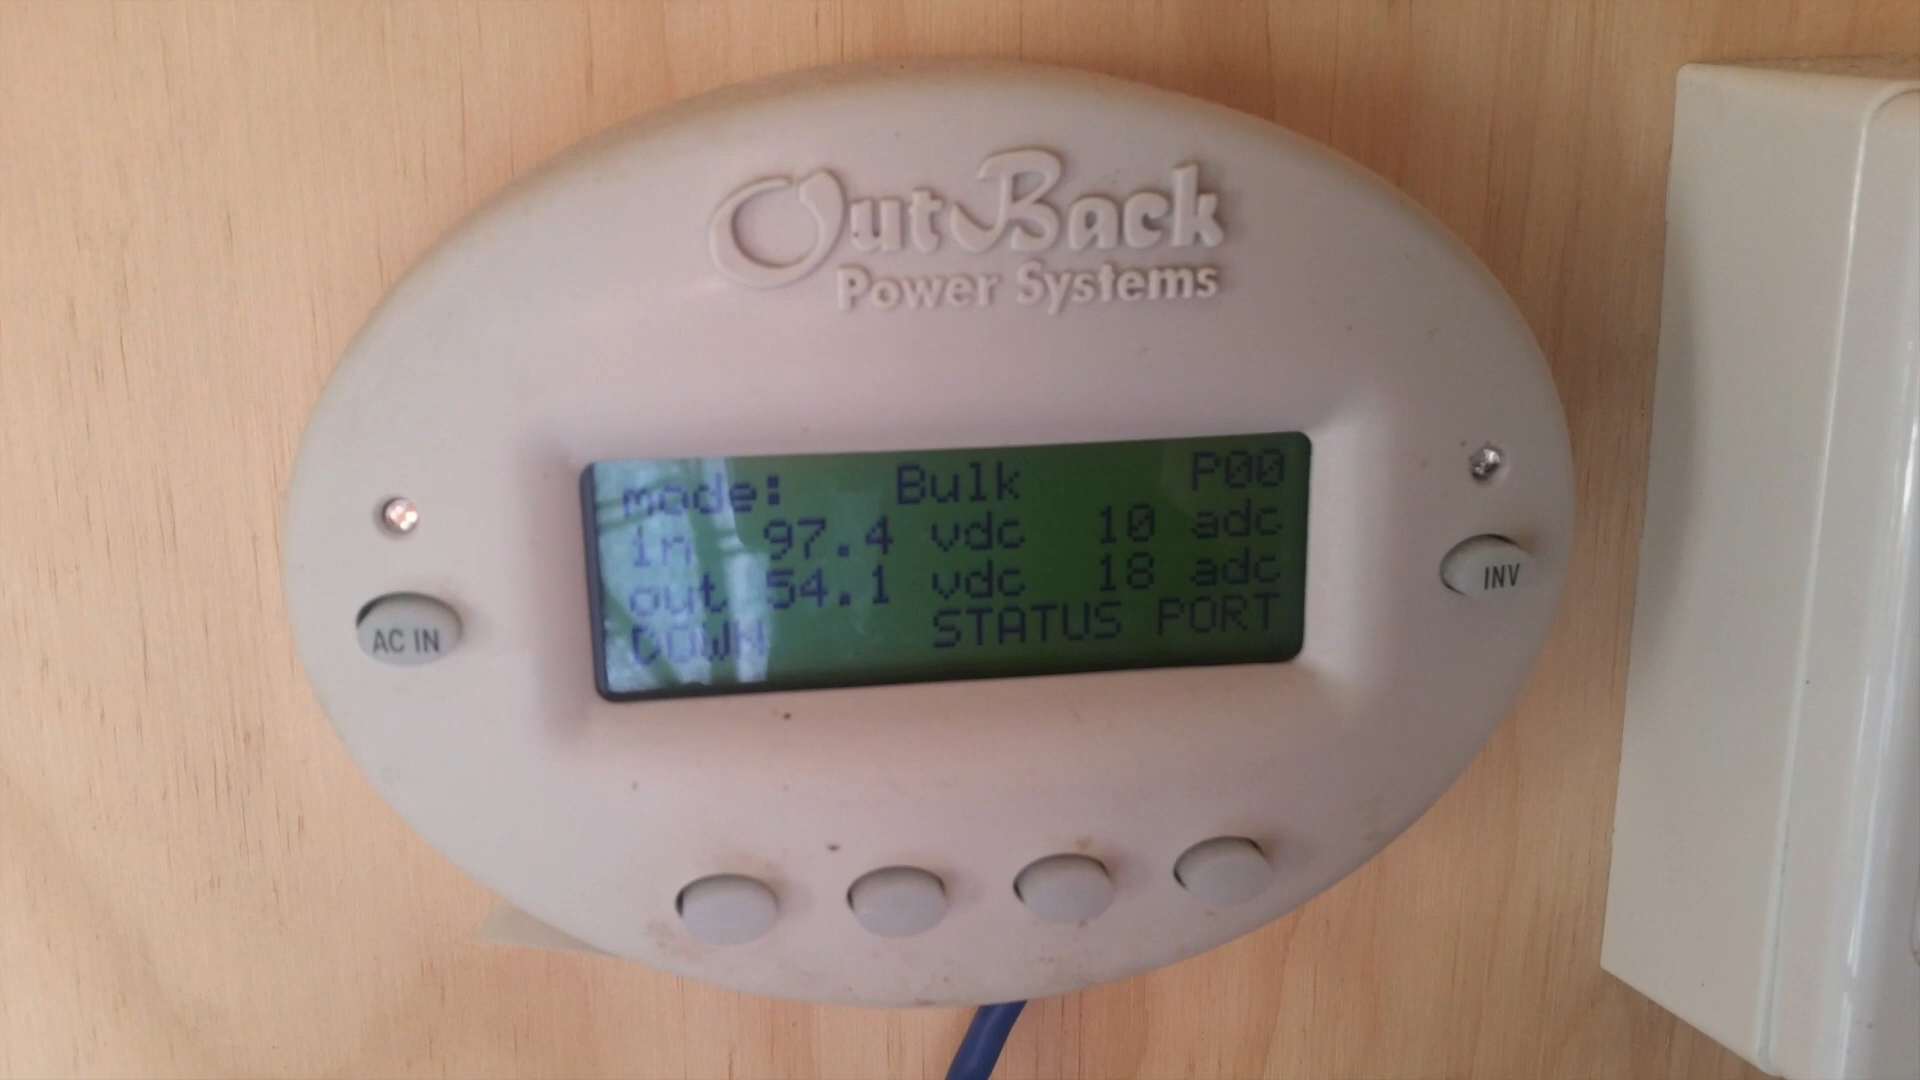 OutBack
Power Systems
mode: Bulk P00
in 97.4 vdc 10 adc
out 54.1 vdc 18 adc
DOWN STATUS PORT
AC IN
INV